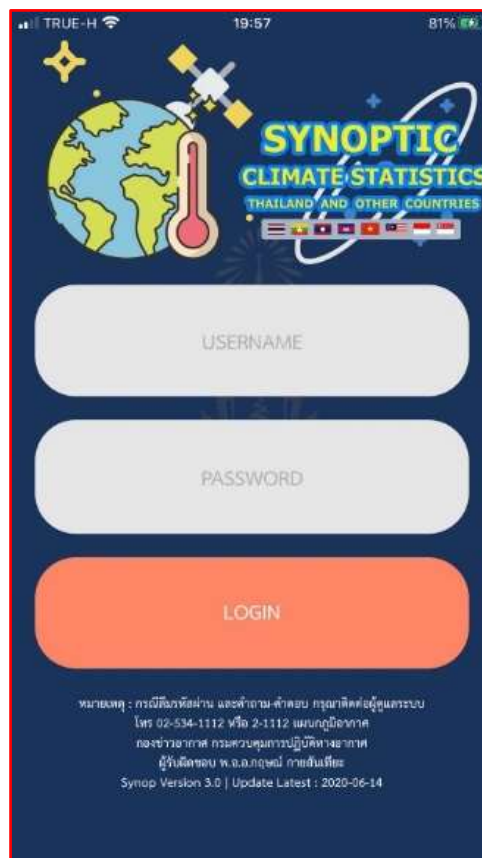 TRUE-H 19:57 81%
SYNOPTIC
CLIMATE STATISTICS
THAILAND AND OTHER COUNTRIES
USERNAME
PASSWORD
LOGIN
หมายเหตุ : กรณีลืมรหัสผ่าน และคำถาม-คำตอบ กรุณาติดต่อผู้ดูแลระบบ
โทร 02-534-1112 หรือ 2-1112 แผนกภูมิอากาศ
กองข่าวอากาศ กรมควบคุมการปฏิบัติทางอากาศ
ผู้รับผิดชอบ พ.อ.อ.กฤษณ์ กายสันเทียะ
Synop Version 3.0 | Update Latest : 2020-06-14